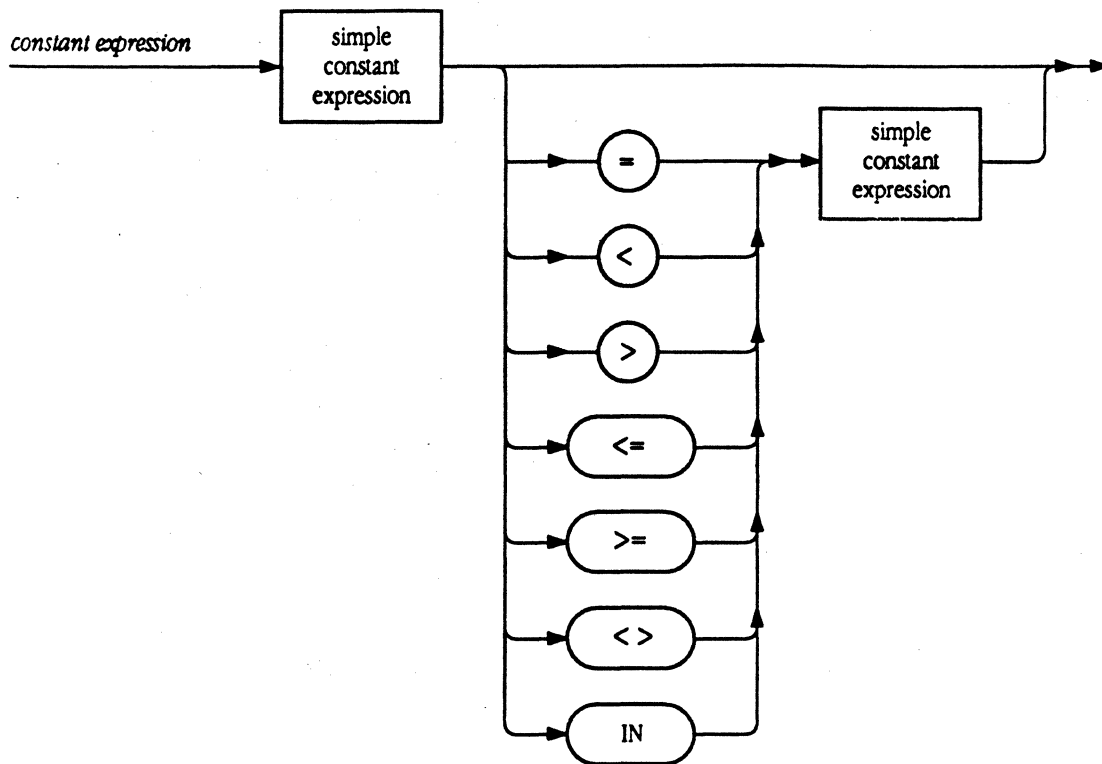 constant expression
simple
constant
expression
=
simple
constant
expression
<
>
<=
>=
<>
IN